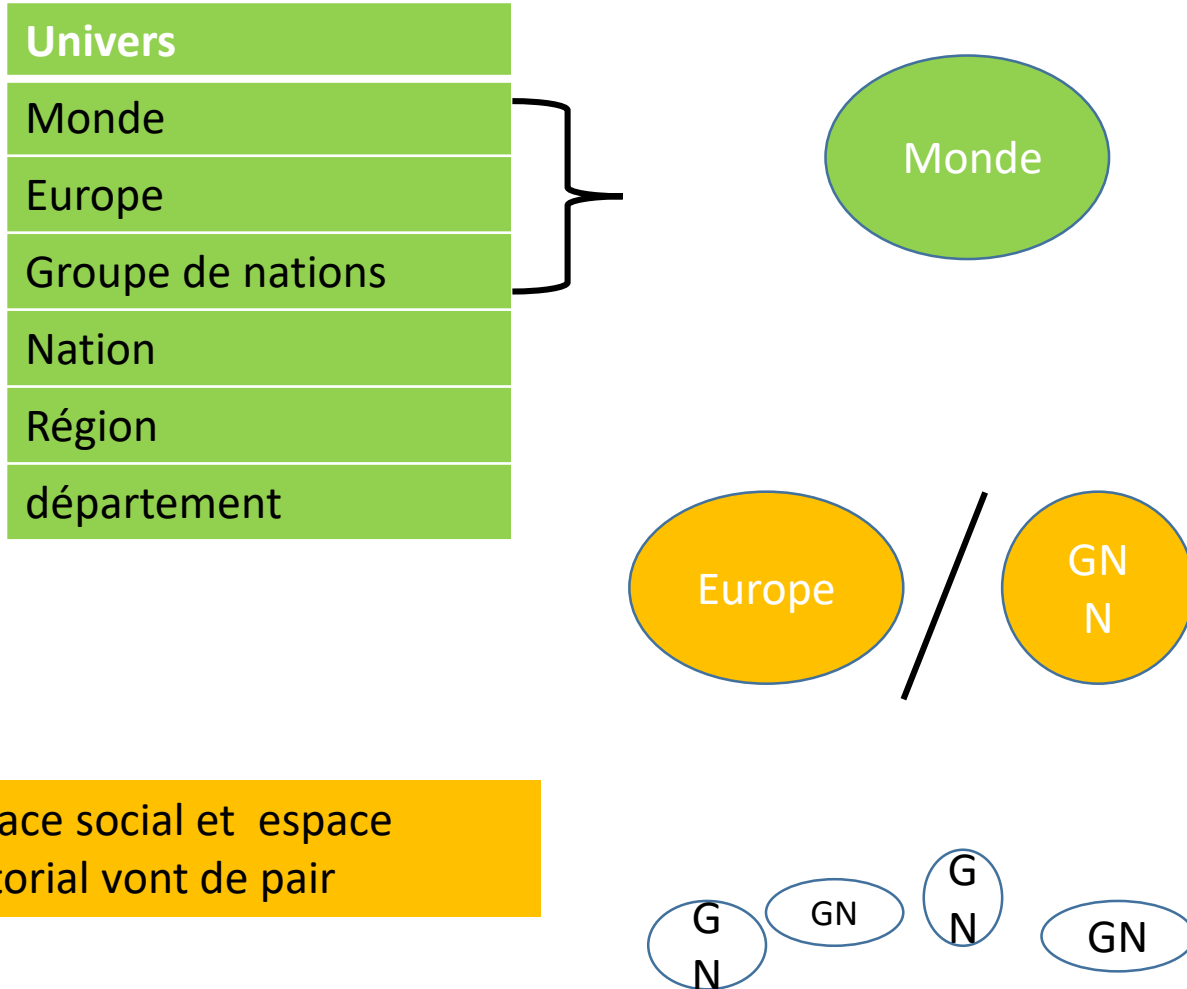 Univers
Monde
Europe
Groupe de nations
Nation
Région
département
Monde
Europe
GN
N
ace social et espace
torial vont de pair
G
N
GN
G
N
GN